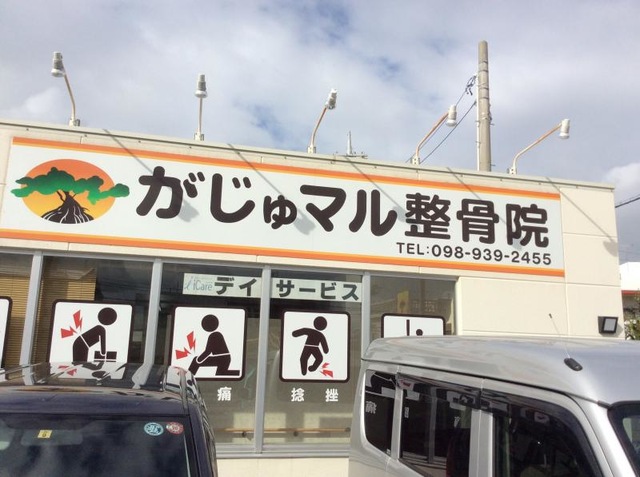 がじゅマル整骨院
TEL:098-939-2455
iCare デイサービス
痛
捻挫